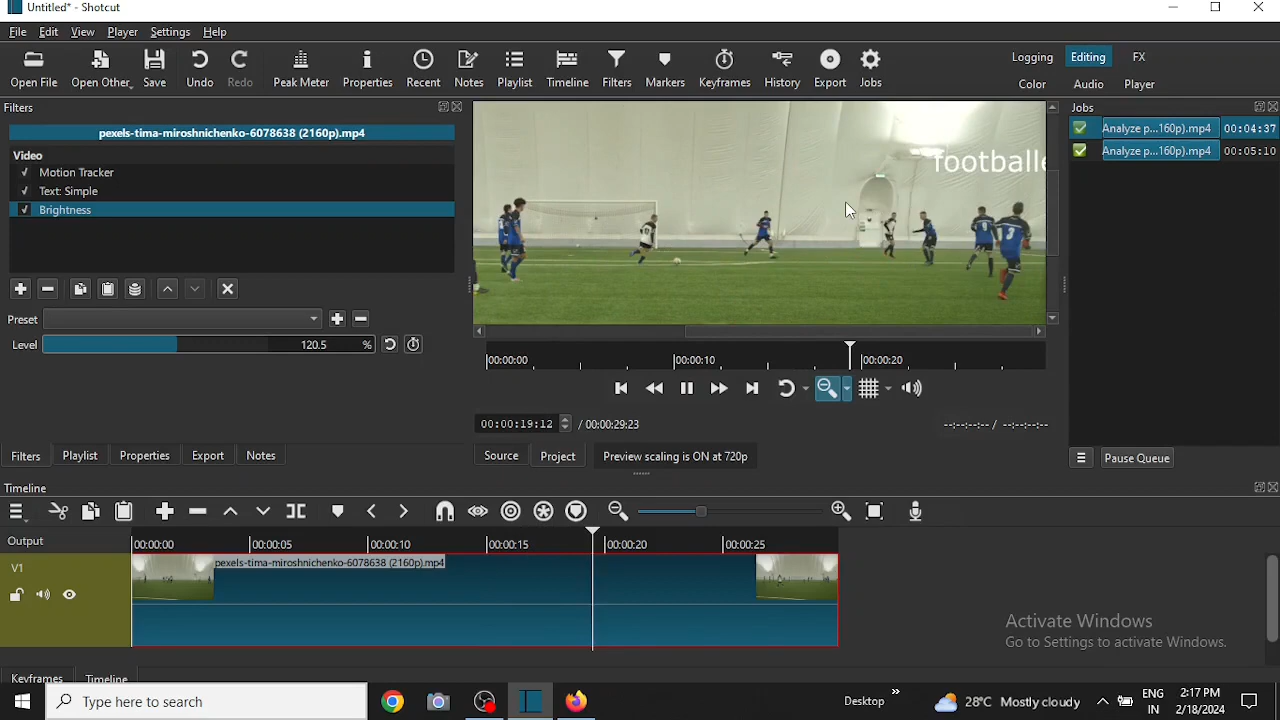 Untitled* - Shotcut
File Edit View Player Settings Help
Open File Open Other Save Undo Redo Peak Meter Properties Recent Notes Playlist Timeline Filters Markers Keyframes History Export Jobs
Logging Editing FX
Color Audio Player
Filters
Jobs
pexels-tima-miroshnichenko-6078638 (2160p).mp4
Analyze p...160p).mp4 00:04:37
Analyze p...160p).mp4 00:05:10
Video
Motion Tracker
Text: Simple
Brightness
footballe
3
Preset
Level 120.5 %
00:00:00 00:00:10 00:00:20
00:00:19:12 / 00:00:29:23 --:--:--:-- / --:--:--:--
Filters Playlist Properties Export Notes
Source Project Preview scaling is ON at 720p
Pause Queue
Timeline
Output
00:00:00 00:00:05 00:00:10 00:00:15 00:00:20 00:00:25
V1
pexels-tima-miroshnichenko-6078638 (2160p).mp4
Activate Windows
Go to Settings to activate Windows.
Keyframes Timeline
Type here to search
Desktop
28°C Mostly cloudy
ENG
IN
2:17 PM
2/18/2024